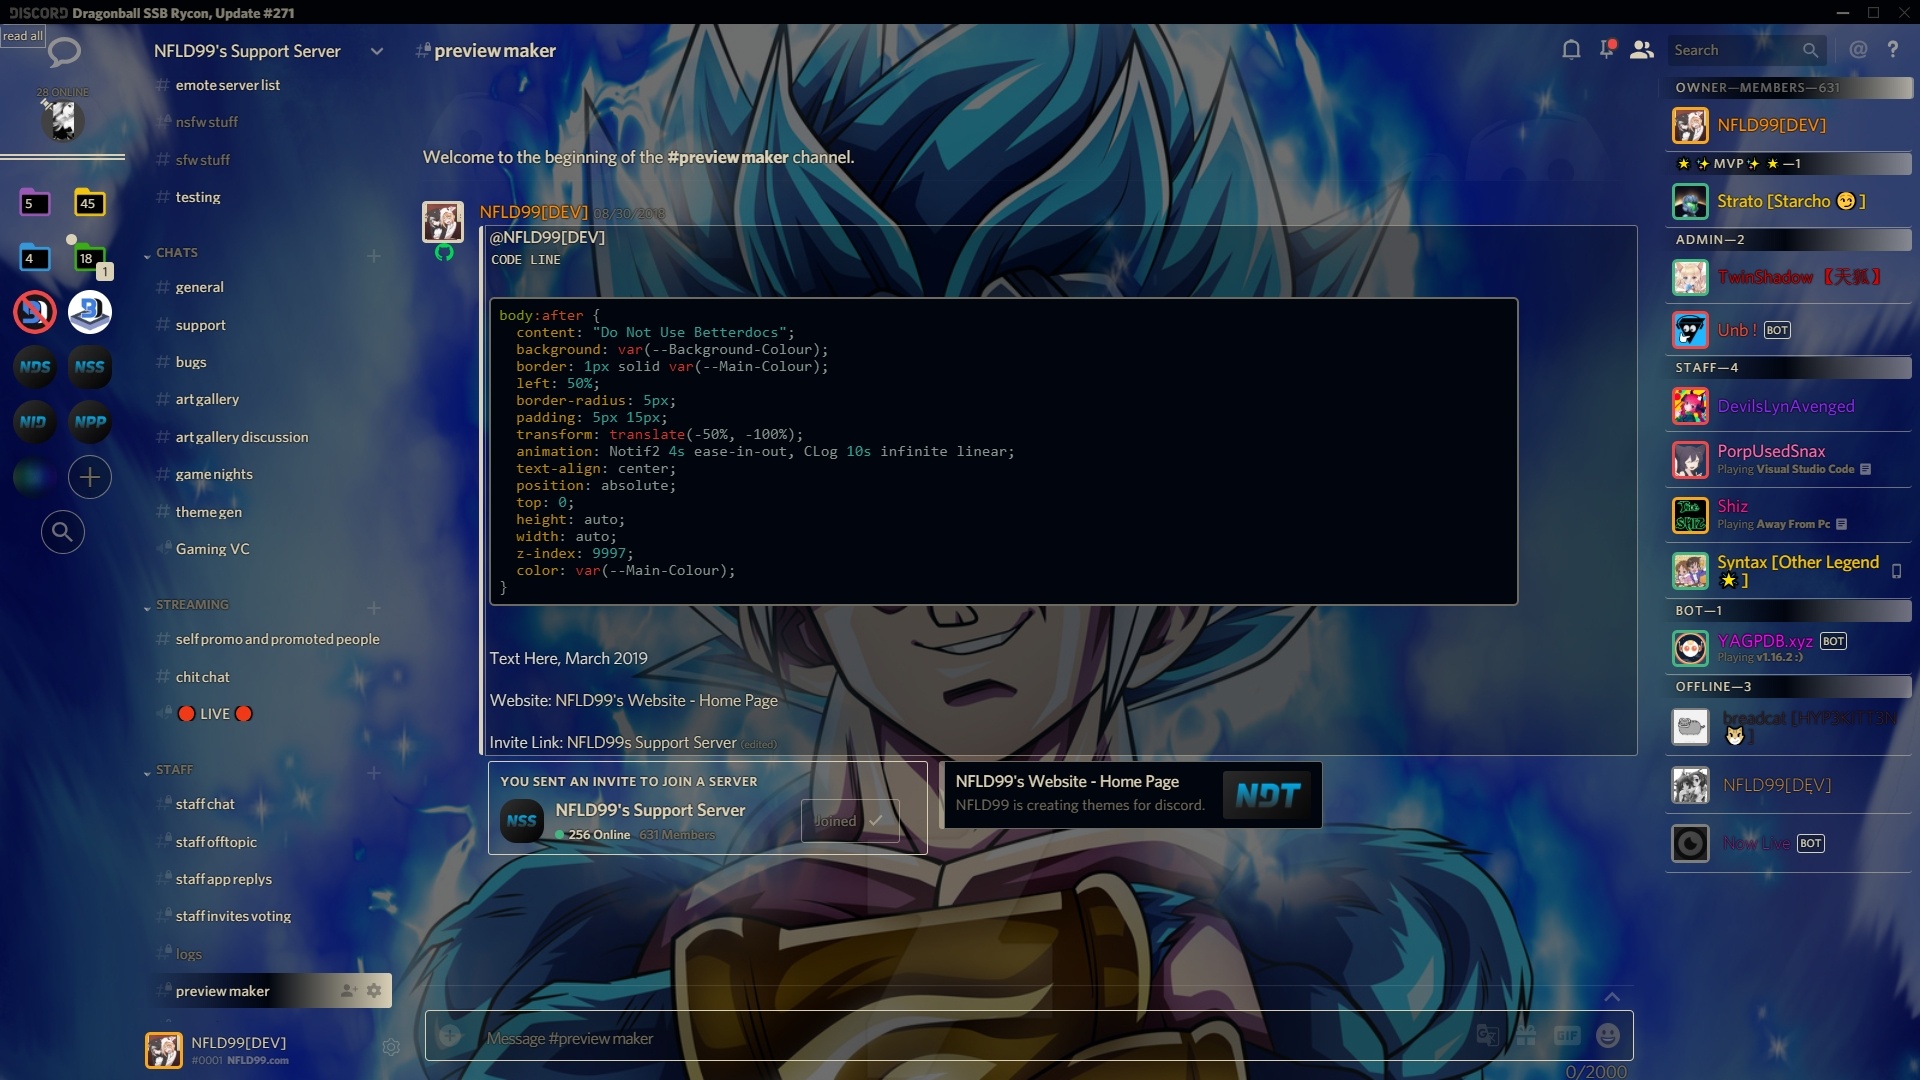 DISCORD Dragonball SSB Rycon, Update #271
read all
28 ONLINE
5
45
4
18
1
NDS
NSS
NID
NPP
NFLD99's Support Server
# emote server list
# nsfw stuff
# sfw stuff
# testing
CHATS
# general
# support
# bugs
# art gallery
# art gallery discussion
# game nights
# theme gen
Gaming VC
STREAMING
# self promo and promoted people
# chit chat
🔴 LIVE 🔴
STAFF
staff chat
staff offtopic
staff app replys
staff invites voting
logs
preview maker
NFLD99[DEV]
#0001 NFLD99.com
# preview maker
Search
@
?
Welcome to the beginning of the #preview maker channel.
NFLD99[DEV] 08/30/2018
@NFLD99[DEV]
CODE LINE
body:after {
  content: "Do Not Use Betterdocs";
  background: var(--Background-Colour);
  border: 1px solid var(--Main-Colour);
  left: 50%;
  border-radius: 5px;
  padding: 5px 15px;
  transform: translate(-50%, -100%);
  animation: Notif2 4s ease-in-out, CLog 10s infinite linear;
  text-align: center;
  position: absolute;
  top: 0;
  height: auto;
  width: auto;
  z-index: 9997;
  color: var(--Main-Colour);
}
Text Here, March 2019
Website: NFLD99's Website - Home Page
Invite Link: NFLD99s Support Server (edited)
YOU SENT AN INVITE TO JOIN A SERVER
NSS
NFLD99's Support Server
256 Online 631 Members
Joined
NFLD99's Website - Home Page
NFLD99 is creating themes for discord.
NDT
Message #preview maker
GIF
0/2000
OWNER—MEMBERS—631
NFLD99[DEV]
🌟 ✨ MVP ✨ 🌟 —1
Strato [Starcho 😏 ]
ADMIN—2
TwinShadow 【天狐】
Unb ! BOT
STAFF—4
DevilsLynAvenged
PorpUsedSnax
Playing Visual Studio Code
Shiz
Playing Away From Pc
The SHIZ
Syntax [Other Legend
🌟 ]
BOT—1
YAGPDB.xyz BOT
Playing v1.16.2 :)
OFFLINE—3
breadcat
NFLD99[DEV]
Now Live BOT